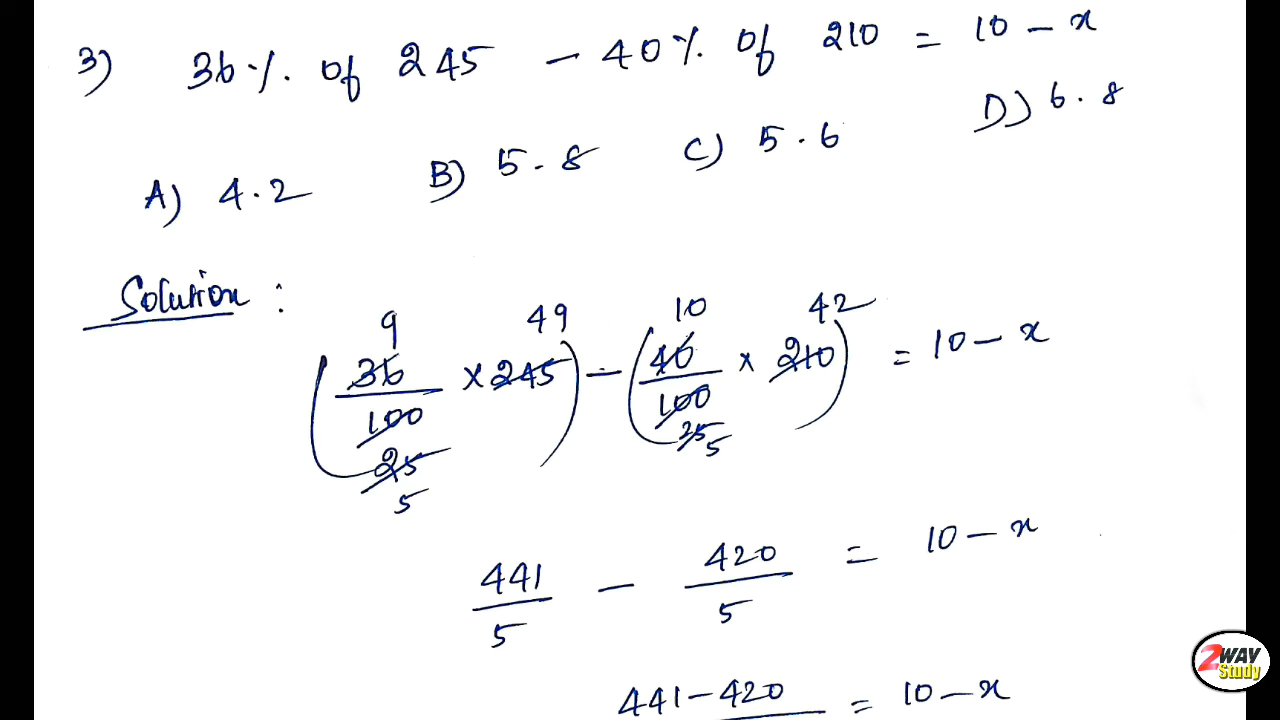 3) 36% of 245 - 40% of 210 = 10 - x
A) 4.2 B) 5.8 C) 5.6 D) 6.8
Solution :
9 49 10 42
(36/100 × 245) - (40/100 × 210) = 10 - x
25 25
5 5
441/5 - 420/5 = 10 - x
441-420 = 10 - x
2WAY
Study